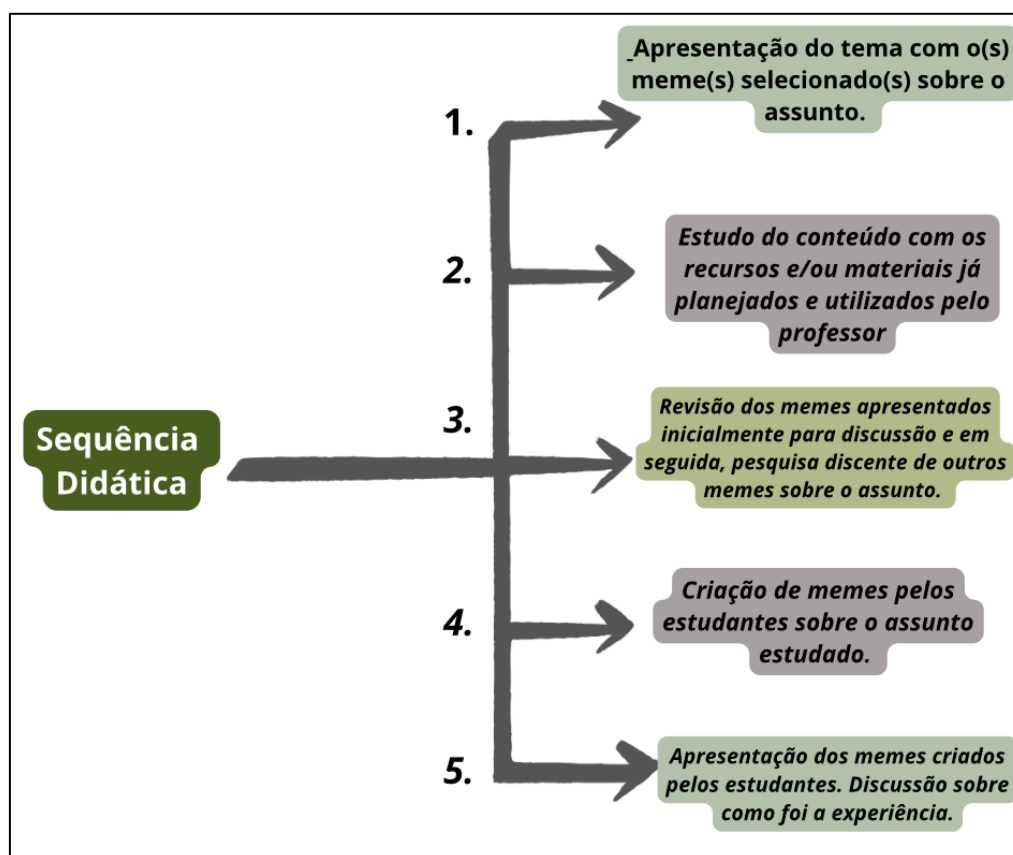 Sequência
Didática
1.
_Apresentação do tema com o(s)
meme(s) selecionado(s) sobre o
assunto.
2.
Estudo do conteúdo com os
recursos e/ou materiais já
planejados e utilizados pelo
professor
3.
Revisão dos memes apresentados
inicialmente para discussão e em
seguida, pesquisa discente de outros
memes sobre o assunto.
4.
Criação de memes pelos
estudantes sobre o assunto
estudado.
5.
Apresentação dos memes criados
pelos estudantes. Discussão sobre
como foi a experiência.